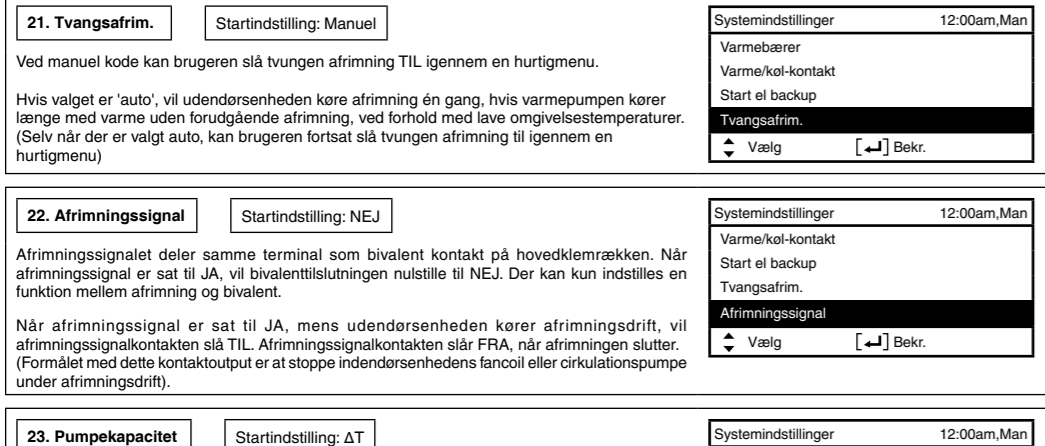 21. Tvangsafrim.
Startindstilling: Manuel
Ved manuel kode kan brugeren slå tvungen afrimning TIL igennem en hurtigmenu.
Hvis valget er 'auto', vil udendørsenheden køre afrimning én gang, hvis varmepumpen kører
længe med varme uden forudgående afrimning, ved forhold med lave omgivelsestemperaturer.
(Selv når der er valgt auto, kan brugeren fortsat slå tvungen afrimning til igennem en
hurtigmenu)
Systemindstillinger 12:00am,Man
Varmebærer
Varme/køl-kontakt
Start el backup
Tvangsafrim.
Vælg [↵] Bekr.
22. Afrimningssignal
Startindstilling: NEJ
Afrimningssignalet deler samme terminal som bivalent kontakt på hovedklemrækken. Når
afrimningssignal er sat til JA, vil bivalenttilslutningen nulstille til NEJ. Der kan kun indstilles en
funktion mellem afrimning og bivalent.
Når afrimningssignal er sat til JA, mens udendørsenheden kører afrimningsdrift, vil
afrimningssignalkontakten slå TIL. Afrimningssignalkontakten slår FRA, når afrimningen slutter.
(Formålet med dette kontaktoutput er at stoppe indendørsenhedens fancoil eller cirkulationspumpe
under afrimningsdrift).
Systemindstillinger 12:00am,Man
Varme/køl-kontakt
Start el backup
Tvangsafrim.
Afrimningssignal
Vælg [↵] Bekr.
23. Pumpekapacitet
Startindstilling: ΔT
Systemindstillinger 12:00am,Man